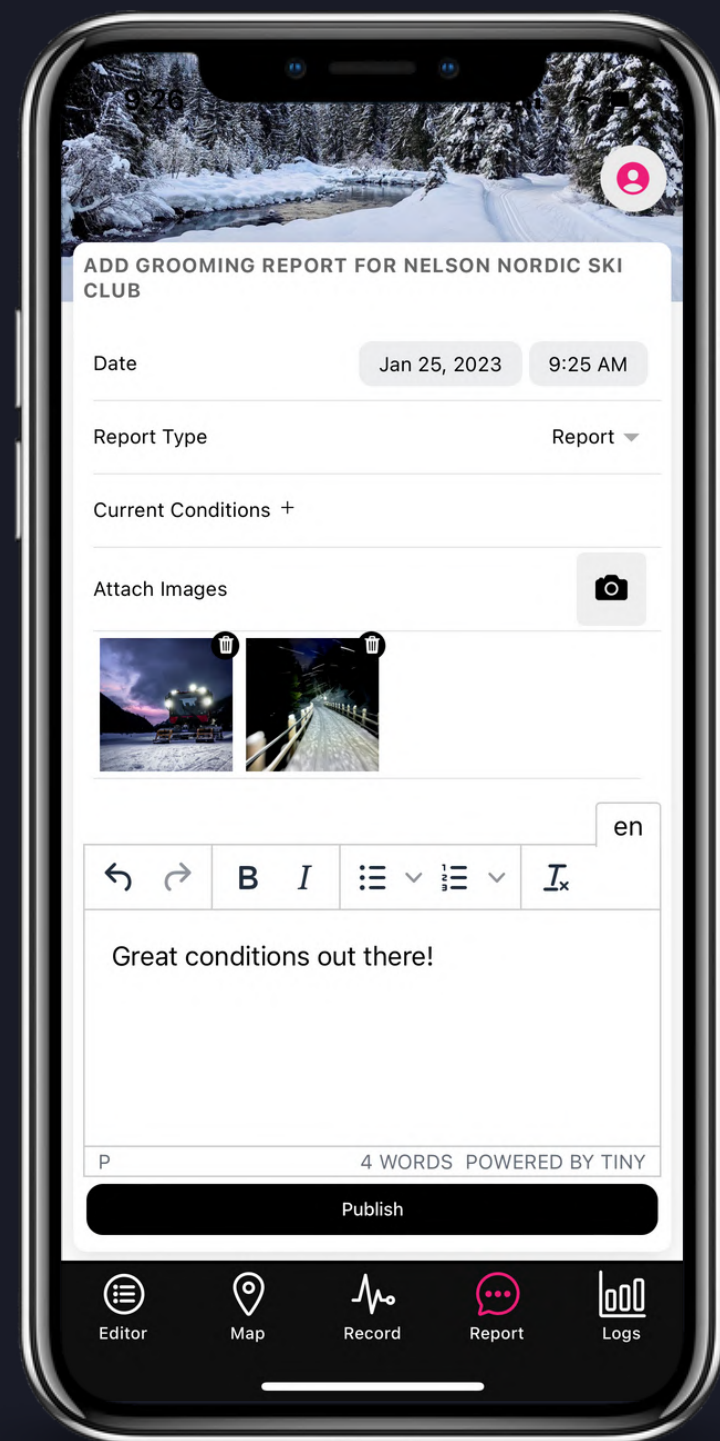 9:26
ADD GROOMING REPORT FOR NELSON NORDIC SKI
CLUB
Date Jan 25, 2023 9:25 AM
Report Type Report
Current Conditions +
Attach Images
en
B I
Great conditions out there!
P 4 WORDS POWERED BY TINY
Publish
Editor Map Record Report Logs